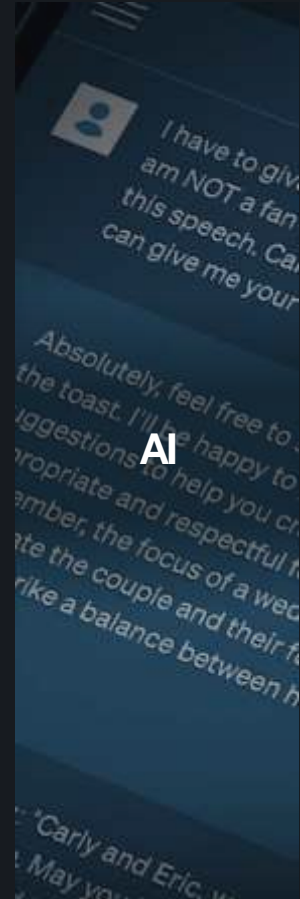 I have to giv
am NOT a fan
this speech. Ca
can give me your
Absolutely, feel free to
the toast. I'll be happy to
uggestions to help you cr
propriate and respectful f
ember, the focus of a wed
ate the couple and their f
rike a balance between h
AI
: "Carly and Eric, w
. May you